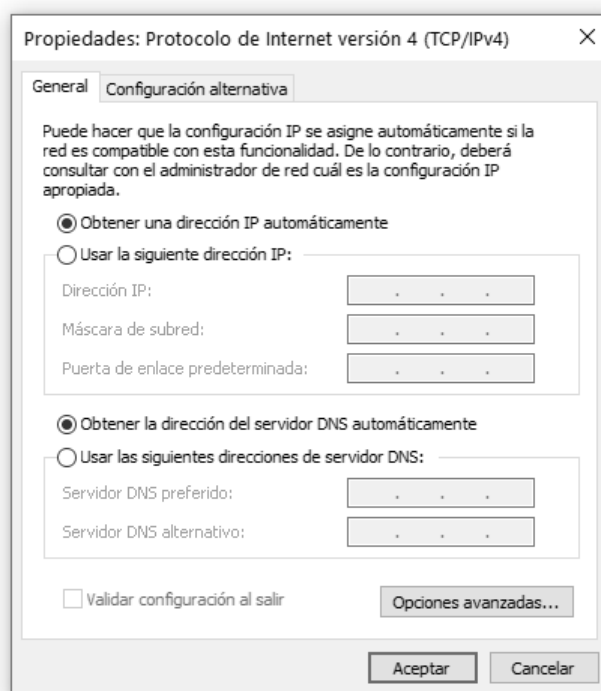 Propiedades: Protocolo de Internet versión 4 (TCP/IPv4)
General
Configuración alternativa
Puede hacer que la configuración IP se asigne automáticamente si la
red es compatible con esta funcionalidad. De lo contrario, deberá
consultar con el administrador de red cuál es la configuración IP
apropiada.
Obtener una dirección IP automáticamente
Usar la siguiente dirección IP:
Dirección IP:
Máscara de subred:
Puerta de enlace predeterminada:
Obtener la dirección del servidor DNS automáticamente
Usar las siguientes direcciones de servidor DNS:
Servidor DNS preferido:
Servidor DNS alternativo:
Validar configuración al salir
Opciones avanzadas...
Aceptar
Cancelar